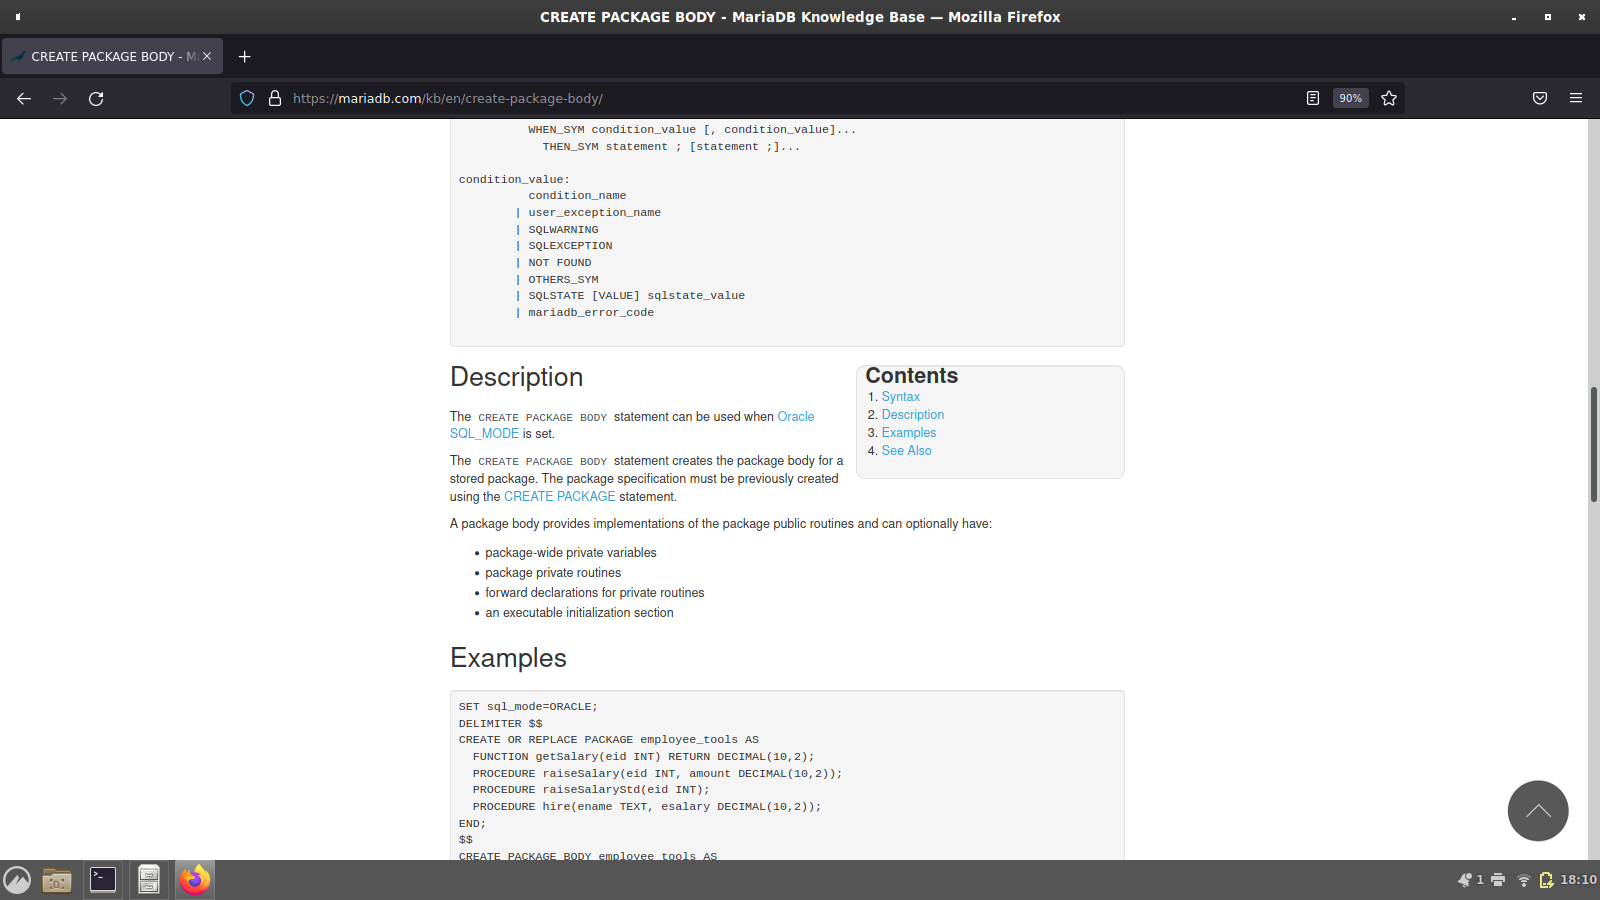 CREATE PACKAGE BODY - MariaDB Knowledge Base — Mozilla Firefox
CREATE PACKAGE BODY - M
https://mariadb.com/kb/en/create-package-body/
90%
WHEN_SYM condition_value [, condition_value]...
THEN_SYM statement ; [statement ;]...
condition_value:
condition_name
| user_exception_name
| SQLWARNING
| SQLEXCEPTION
| NOT FOUND
| OTHERS_SYM
| SQLSTATE [VALUE] sqlstate_value
| mariadb_error_code
Description
The CREATE PACKAGE BODY statement can be used when Oracle
SQL_MODE is set.
The CREATE PACKAGE BODY statement creates the package body for a
stored package. The package specification must be previously created
using the CREATE PACKAGE statement.
Contents
1. Syntax
2. Description
3. Examples
4. See Also
A package body provides implementations of the package public routines and can optionally have:
• package-wide private variables
• package private routines
• forward declarations for private routines
• an executable initialization section
Examples
SET sql_mode=ORACLE;
DELIMITER $$
CREATE OR REPLACE PACKAGE employee_tools AS
FUNCTION getSalary(eid INT) RETURN DECIMAL(10,2);
PROCEDURE raiseSalary(eid INT, amount DECIMAL(10,2));
PROCEDURE raiseSalaryStd(eid INT);
PROCEDURE hire(ename TEXT, esalary DECIMAL(10,2));
END;
$$
CREATE PACKAGE BODY employee_tools AS
1
18:10